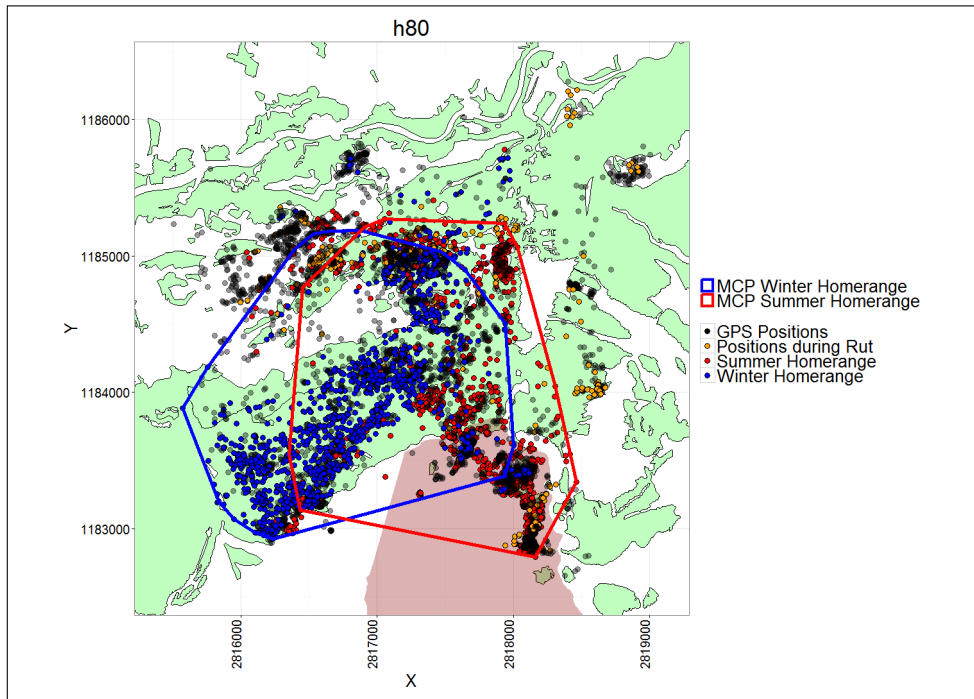 h80
1186000
1185000
1184000
1183000
Y
2816000
2817000
2818000
2819000
X
MCP Winter Homerange
MCP Summer Homerange
GPS Positions
Positions during Rut
Summer Homerange
Winter Homerange